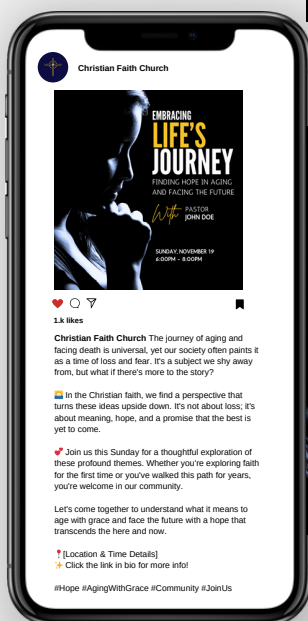 Christian Faith Church
EMBRACING
LIFE'S
JOURNEY
FINDING HOPE IN AGING
AND FACING THE FUTURE
With PASTOR
JOHN DOE
SUNDAY, NOVEMBER 19
6:00PM – 8:00PM
1.k likes
Christian Faith Church The journey of aging and
facing death is universal, yet our society often paints it
as a time of loss and fear. It's a subject we shy away
from, but what if there's more to the story?
🌅 In the Christian faith, we find a perspective that
turns these ideas upside down. It's not about loss; it's
about meaning, hope, and a promise that the best is
yet to come.
💕 Join us this Sunday for a thoughtful exploration of
these profound themes. Whether you're exploring faith
for the first time or you've walked this path for years,
you're welcome in our community.
Let's come together to understand what it means to
age with grace and face the future with a hope that
transcends the here and now.
📍[Location & Time Details]
✨ Click the link in bio for more info!
#Hope #AgingWithGrace #Community #JoinUs